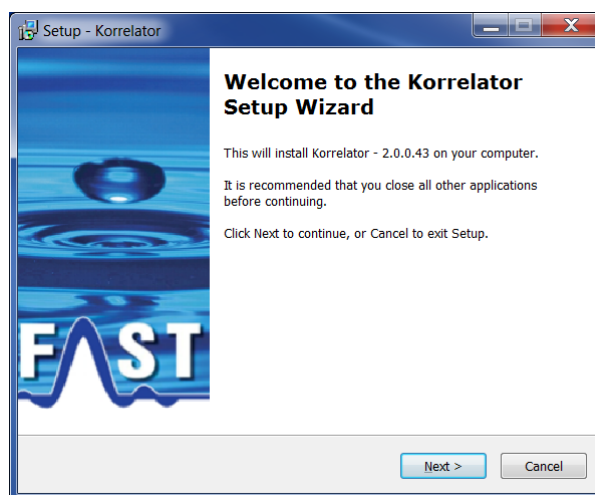 Setup - Korrelator
Welcome to the Korrelator
Setup Wizard
This will install Korrelator - 2.0.0.43 on your computer.
It is recommended that you close all other applications
before continuing.
Click Next to continue, or Cancel to exit Setup.
FAST
Next >
Cancel